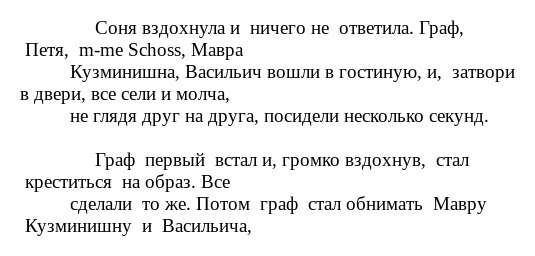 Соня вздохнула и ничего не ответила. Граф,
Петя, m-me Schoss, Мавра
Кузминишна, Васильич вошли в гостиную, и, затвори
в двери, все сели и молча,
не глядя друг на друга, посидели несколько секунд.
Граф первый встал и, громко вздохнув, стал
креститься на образ. Все
сделали то же. Потом граф стал обнимать Мавру
Кузминишну и Васильича,